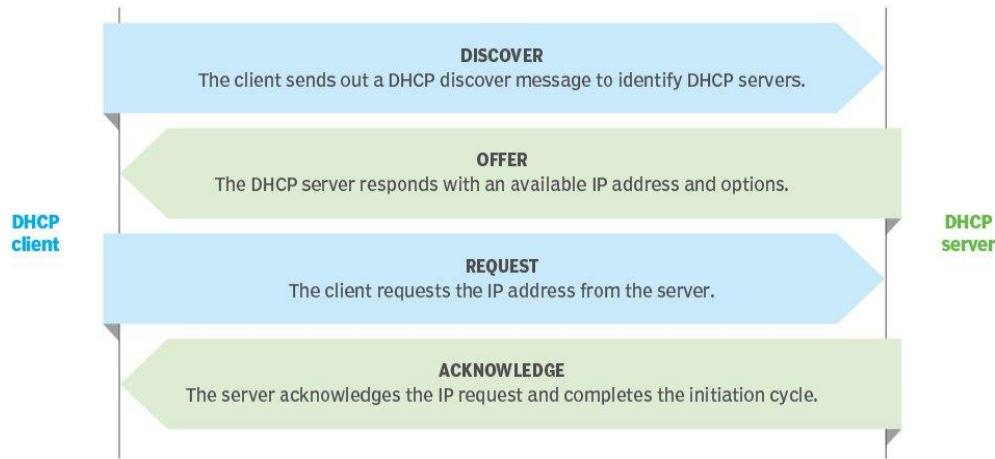 DISCOVER
The client sends out a DHCP discover message to identify DHCP servers.
OFFER
The DHCP server responds with an available IP address and options.
DHCP
client
DHCP
server
REQUEST
The client requests the IP address from the server.
ACKNOWLEDGE
The server acknowledges the IP request and completes the initiation cycle.